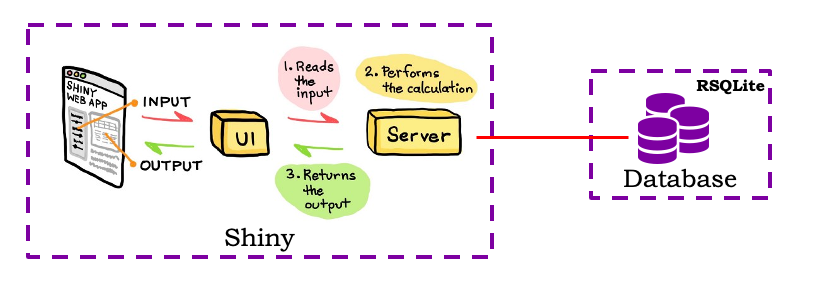 SHINY
WEB APP
INPUT
OUTPUT
UI
1. Reads
the
input
2. Performs
the calculation
Server
3. Returns
the
output
Shiny
RSQLite
Database